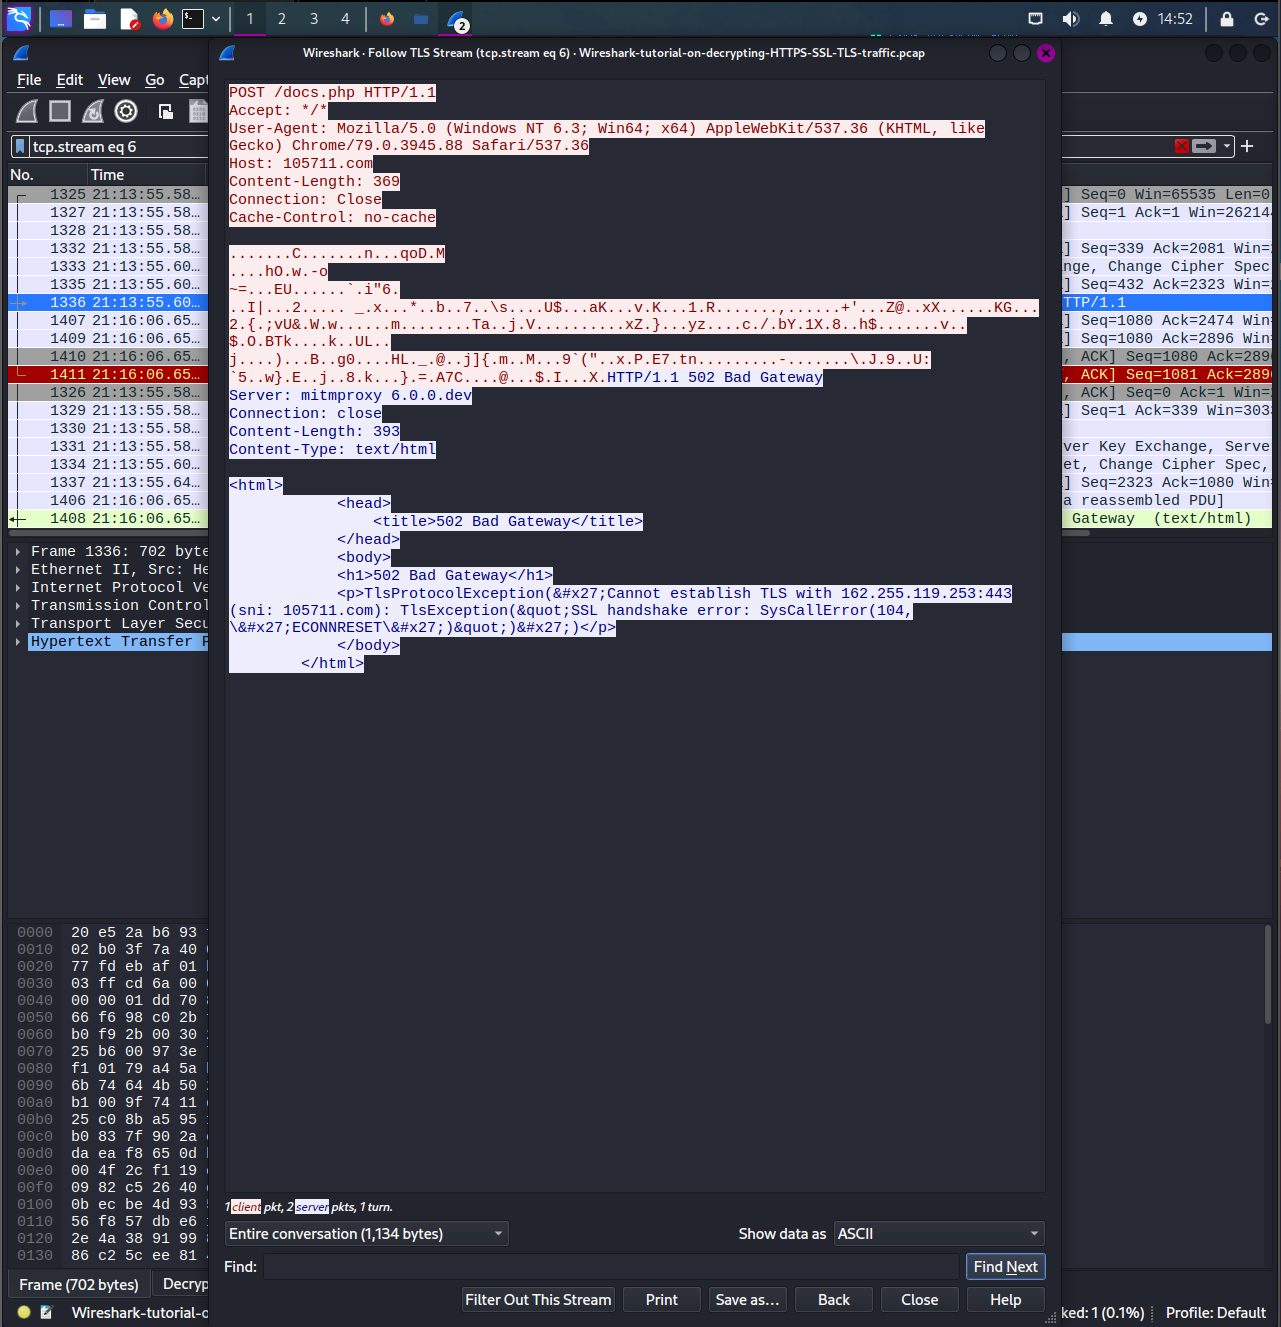 1
2
3
4
2
14:52
Wireshark · Follow TLS Stream (tcp.stream eq 6) · Wireshark-tutorial-on-decrypting-HTTPS-SSL-TLS-traffic.pcap
File Edit View Go Capt
tcp.stream eq 6
No. Time
1325 21:13:55.58… ] Seq=0 Win=65535 Len=0
1327 21:13:55.58… ] Seq=1 Ack=1 Win=26214
1328 21:13:55.58…
1332 21:13:55.58… ] Seq=339 Ack=2081 Win=
1333 21:13:55.60… nge, Change Cipher Spec
1335 21:13:55.60… ] Seq=432 Ack=2323 Win=
1336 21:13:55.60… TTP/1.1
1407 21:16:06.65… ] Seq=1080 Ack=2474 Win=
1409 21:16:06.65… ] Seq=1080 Ack=2896 Win=
1410 21:16:06.65… , ACK] Seq=1080 Ack=289
1411 21:16:06.65… , ACK] Seq=1081 Ack=289
1326 21:13:55.58… , ACK] Seq=0 Ack=1 Win=
1329 21:13:55.58… ] Seq=1 Ack=339 Win=303
1330 21:13:55.58…
1331 21:13:55.58… ver Key Exchange, Serve
1334 21:13:55.60… et, Change Cipher Spec,
1337 21:13:55.64… ] Seq=2323 Ack=1080 Win=
1406 21:16:06.65… a reassembled PDU]
1408 21:16:06.65… Gateway (text/html)
Frame 1336: 702 byte
Ethernet II, Src: He
Internet Protocol Ve
Transmission Control
Transport Layer Secu
Hypertext Transfer P
POST /docs.php HTTP/1.1
Accept: */*
User-Agent: Mozilla/5.0 (Windows NT 6.3; Win64; x64) AppleWebKit/537.36 (KHTML, like
Gecko) Chrome/79.0.3945.88 Safari/537.36
Host: 105711.com
Content-Length: 369
Connection: Close
Cache-Control: no-cache
.......C.......n...qoD.M
....hO.w.-o
~=...EU......`.i"6.
..I|...2..... _.x...*..b..7..\s....U$...aK...v.K...1.R.......,......+'...Z@..xX......KG...
2.{.;vU&.W.w......m........Ta..j.V..........xZ.}...yz....c./.bY.1X.8..h$.......v..
$.O.BTk....k..UL..
j....)...B..g0....HL._.@..j]{.m..M...9`("..x.P.E7.tn.........-.......\.J.9..U:
`5..w}.E..j..8.k...}.=.A7C....@...$.I...X.HTTP/1.1 502 Bad Gateway
Server: mitmproxy 6.0.0.dev
Connection: close
Content-Length: 393
Content-Type: text/html
<html>
<head>
<title>502 Bad Gateway</title>
</head>
<body>
<h1>502 Bad Gateway</h1>
<p>TlsProtocolException(&#x27;Cannot establish TLS with 162.255.119.253:443
(sni: 105711.com): TlsException(&quot;SSL handshake error: SysCallError(104,
\&#x27;ECONNRESET\&#x27;)&quot;)&#x27;)</p>
</body>
</html>
0000 20 e5 2a b6 93
0010 02 b0 3f 7a 40
0020 77 fd eb af 01
0030 03 ff cd 6a 00
0040 00 00 01 dd 70
0050 66 f6 98 c0 2b
0060 b0 f9 2b 00 30
0070 25 b6 00 97 3e
0080 f1 01 79 a4 5a
0090 6b 74 64 4b 50
00a0 b1 00 9f 74 11
00b0 25 c0 8b a5 95
00c0 b0 83 7f 90 2a
00d0 da ea f8 65 0d
00e0 00 4f 2c f1 19
00f0 09 82 c5 26 40
0100 0b ec be 4d 93
0110 56 f8 57 db e6
0120 2e 4a 38 91 99
0130 86 c2 5c ee 81
1 client pkt, 2 server pkts, 1 turn.
Entire conversation (1,134 bytes) Show data as ASCII
Find: Find Next
Filter Out This Stream Print Save as… Back Close Help
Frame (702 bytes) Decryp
Wireshark-tutorial-o ked: 1 (0.1%) Profile: Default